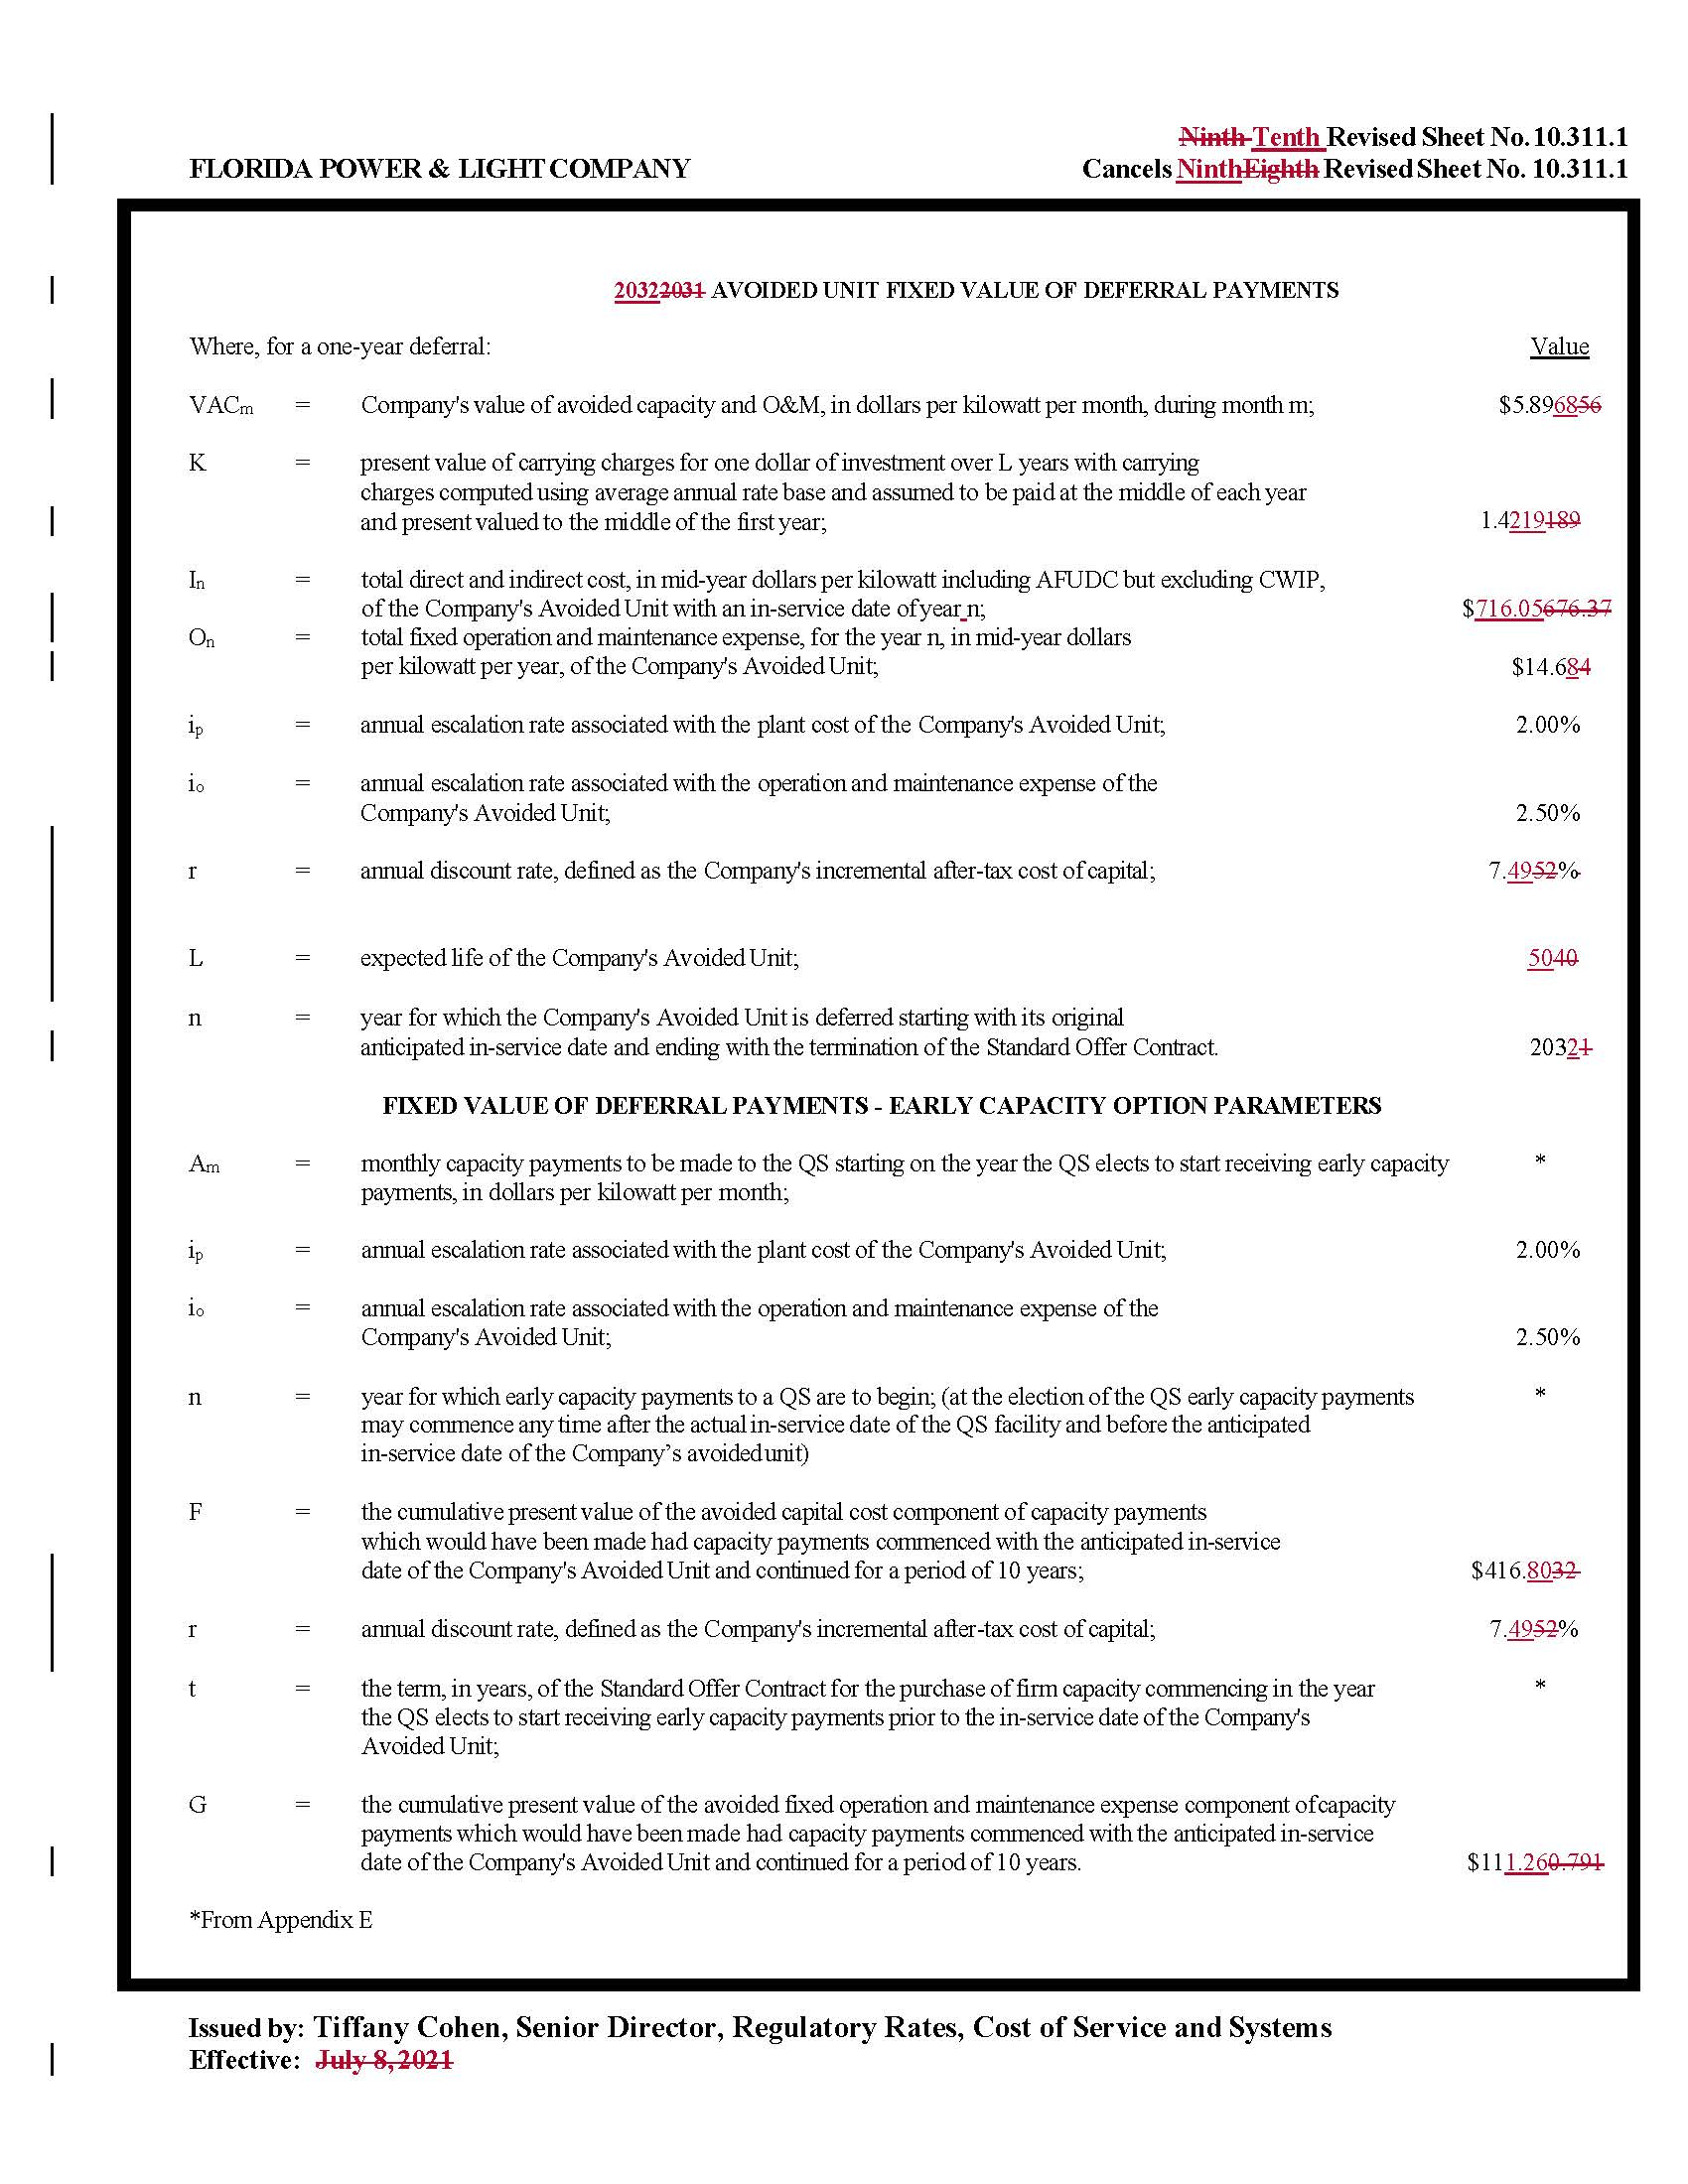 Ninth Tenth Revised Sheet No. 10.311.1
FLORIDA POWER & LIGHT COMPANY Cancels NinthEighth Revised Sheet No. 10.311.1
20322031 AVOIDED UNIT FIXED VALUE OF DEFERRAL PAYMENTS
Where, for a one-year deferral: Value
VACm = Company's value of avoided capacity and O&M, in dollars per kilowatt per month, during month m; $5.896856
K = present value of carrying charges for one dollar of investment over L years with carrying
charges computed using average annual rate base and assumed to be paid at the middle of each year
and present valued to the middle of the first year; 1.4219189
In = total direct and indirect cost, in mid-year dollars per kilowatt including AFUDC but excluding CWIP,
of the Company's Avoided Unit with an in-service date of year n; $716.05676.37
On = total fixed operation and maintenance expense, for the year n, in mid-year dollars
per kilowatt per year, of the Company's Avoided Unit; $14.684
ip = annual escalation rate associated with the plant cost of the Company's Avoided Unit; 2.00%
io = annual escalation rate associated with the operation and maintenance expense of the
Company's Avoided Unit; 2.50%
r = annual discount rate, defined as the Company's incremental after-tax cost of capital; 7.4952%
L = expected life of the Company's Avoided Unit; 5040
n = year for which the Company's Avoided Unit is deferred starting with its original
anticipated in-service date and ending with the termination of the Standard Offer Contract. 20321
FIXED VALUE OF DEFERRAL PAYMENTS - EARLY CAPACITY OPTION PARAMETERS
Am = monthly capacity payments to be made to the QS starting on the year the QS elects to start receiving early capacity *
payments, in dollars per kilowatt per month;
ip = annual escalation rate associated with the plant cost of the Company's Avoided Unit; 2.00%
io = annual escalation rate associated with the operation and maintenance expense of the
Company's Avoided Unit; 2.50%
n = year for which early capacity payments to a QS are to begin; (at the election of the QS early capacity payments *
may commence any time after the actual in-service date of the QS facility and before the anticipated
in-service date of the Company’s avoided unit)
F = the cumulative present value of the avoided capital cost component of capacity payments
which would have been made had capacity payments commenced with the anticipated in-service
date of the Company's Avoided Unit and continued for a period of 10 years; $416.8032
r = annual discount rate, defined as the Company's incremental after-tax cost of capital; 7.4952%
t = the term, in years, of the Standard Offer Contract for the purchase of firm capacity commencing in the year *
the QS elects to start receiving early capacity payments prior to the in-service date of the Company's
Avoided Unit;
G = the cumulative present value of the avoided fixed operation and maintenance expense component of capacity
payments which would have been made had capacity payments commenced with the anticipated in-service
date of the Company's Avoided Unit and continued for a period of 10 years. $111.260.791
*From Appendix E
Issued by: Tiffany Cohen, Senior Director, Regulatory Rates, Cost of Service and Systems
Effective: July 8, 2021